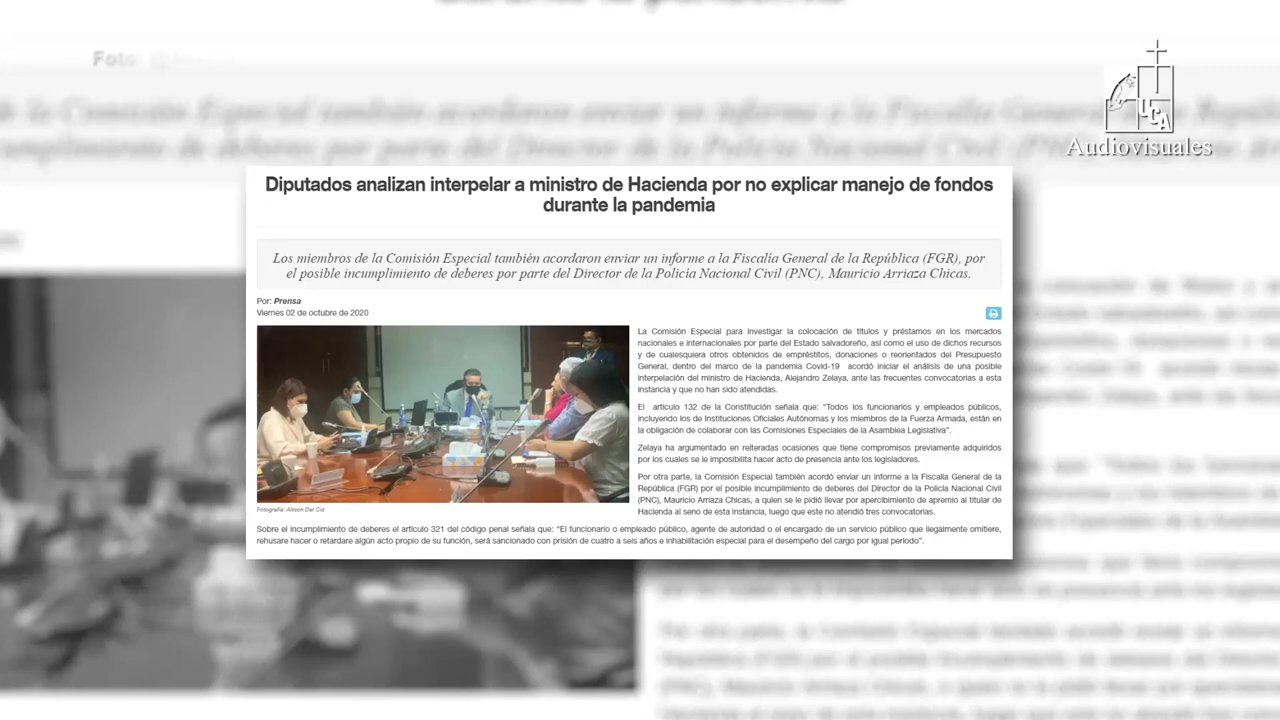 Foto
de la Comisión Especial también acordaron enviar un informe a la Fiscalía General
UCA
Audiovisuales
Diputados analizan interpelar a ministro de Hacienda por no explicar manejo de fondos
durante la pandemia
Los miembros de la Comisión Especial también acordaron enviar un informe a la Fiscalía General de la República (FGR), por
el posible incumplimiento de deberes por parte del Director de la Policía Nacional Civil (PNC), Mauricio Arriaza Chicas.
Por: Prensa
Viernes 02 de octubre de 2020
La Comisión Especial para investigar la colocación de títulos y préstamos en los mercados
nacionales e internacionales por parte del Estado salvadoreño, así como el uso de dichos recursos
y de cualesquiera otros obtenidos de empréstitos, donaciones o reorientados del Presupuesto
General, dentro del marco de la pandemia Covid-19 acordó iniciar el análisis de una posible
interpelación del ministro de Hacienda, Alejandro Zelaya, ante las frecuentes convocatorias a esta
instancia y que no han sido atendidas.
El artículo 132 de la Constitución señala que: “Todos los funcionarios y empleados públicos,
incluyendo los de Instituciones Oficiales Autónomas y los miembros de la Fuerza Armada, están en
la obligación de colaborar con las Comisiones Especiales de la Asamblea Legislativa”.
Zelaya ha argumentado en reiteradas ocasiones que tiene compromisos previamente adquiridos
por los cuales se le imposibilita hacer acto de presencia ante los legisladores.
Por otra parte, la Comisión Especial también acordó enviar un informe a la Fiscalía General de la
República (FGR) por el posible incumplimiento de deberes del Director de la Policía Nacional Civil
(PNC), Mauricio Arriaza Chicas, a quien se le pidió llevar por apercibimiento de apremio al titular de
Hacienda al seno de esta instancia, luego que este no atendió tres convocatorias.
Fotografía: Alison Del Cid
Sobre el incumplimiento de deberes el artículo 321 del código penal señala que: “El funcionario o empleado público, agente de autoridad o el encargado de un servicio público que ilegalmente omitiere,
rehusare hacer o retardare algún acto propio de su función, será sancionado con prisión de cuatro a seis años e inhabilitación especial para el desempeño del cargo por igual período”.